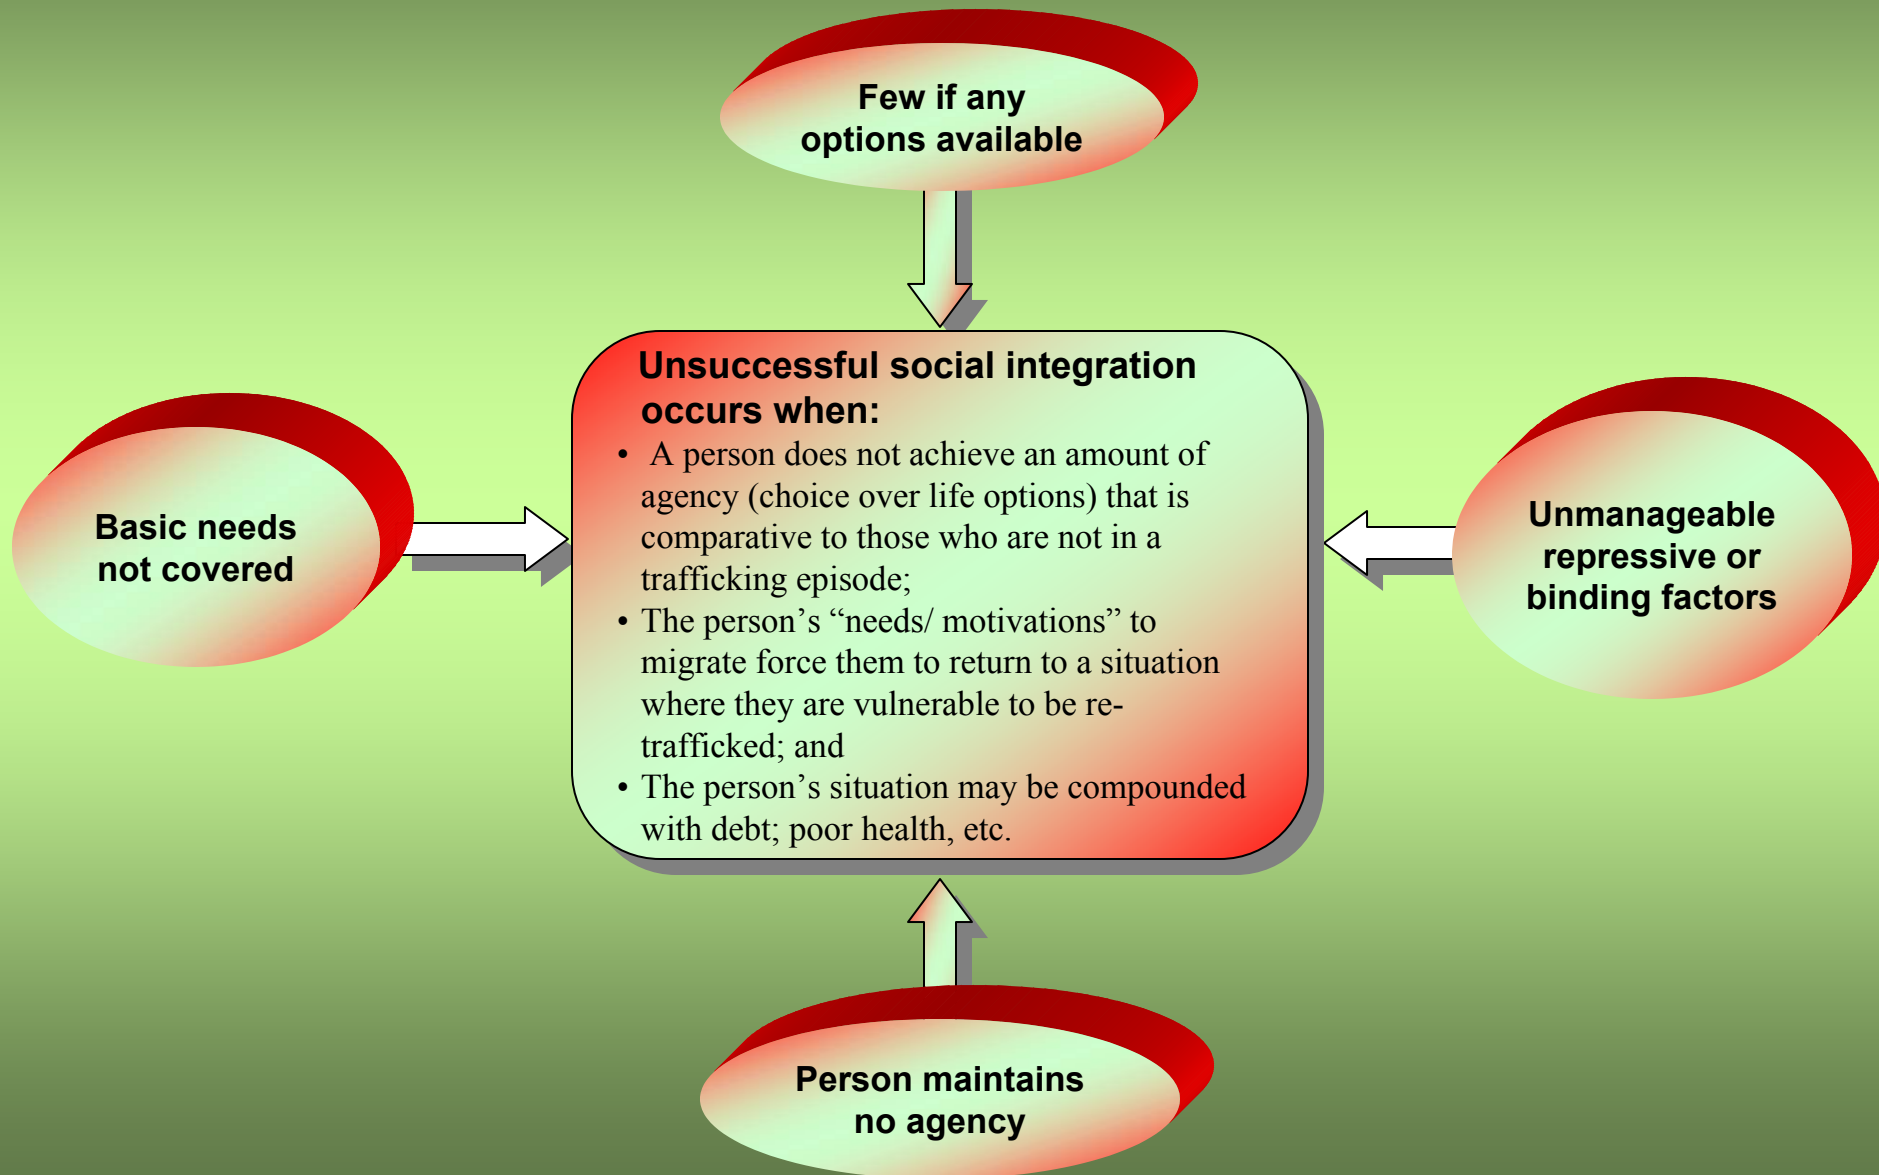 Few if any
options available
Unsuccessful social integration
occurs when:
• A person does not achieve an amount of
agency (choice over life options) that is
comparative to those who are not in a
trafficking episode;
• The person’s “needs/ motivations” to
migrate force them to return to a situation
where they are vulnerable to be re-
trafficked; and
• The person’s situation may be compounded
with debt; poor health, etc.
Basic needs
not covered
Unmanageable
repressive or
binding factors
Person maintains
no agency